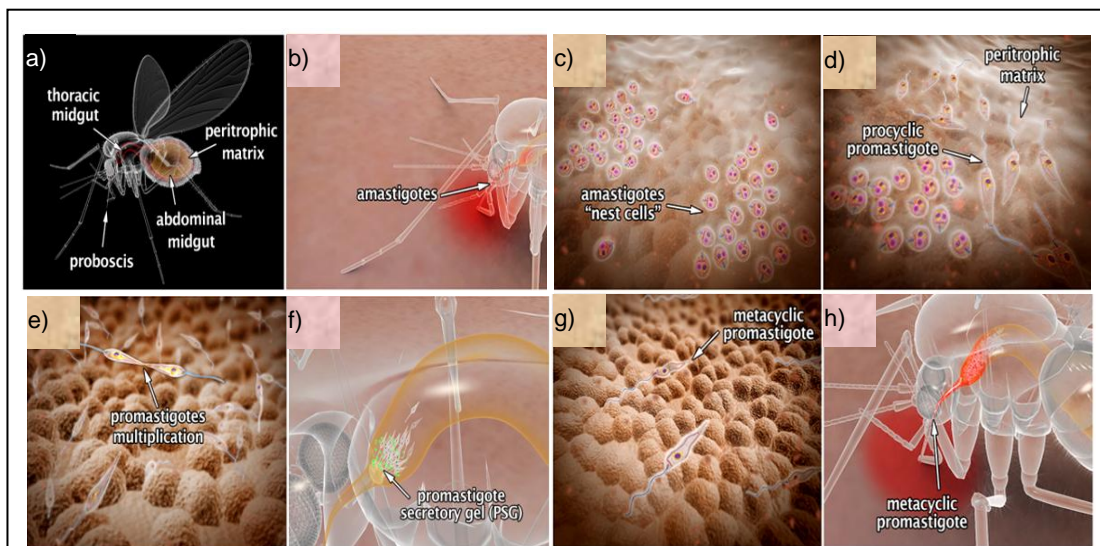 a)
thoracic
midgut
peritrophic
matrix
abdominal
midgut
proboscis
b)
amastigotes
c)
amastigotes
"nest cells"
d)
peritrophic
matrix
procyclic
promastigote
e)
promastigotes
multiplication
f)
promastigote
secretory gel (PSG)
g)
metacyclic
promastigote
h)
metacyclic
promastigote